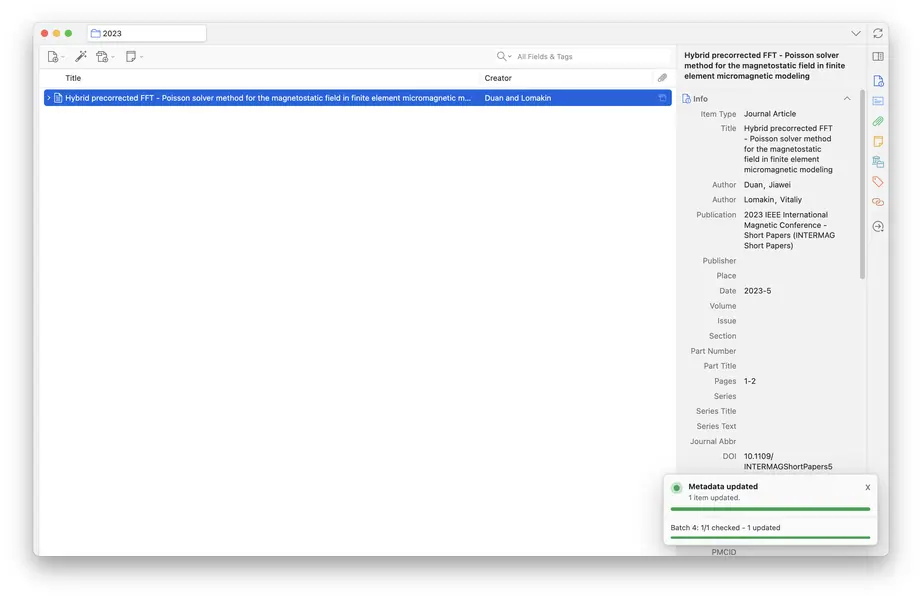 2023
All Fields & Tags
Title
Creator
Hybrid precorrected FFT - Poisson solver method for the magnetostatic field in finite element micromagnetic m...
Duan and Lomakin
Hybrid precorrected FFT - Poisson solver
method for the magnetostatic field in finite
element micromagnetic modeling
Info
Item Type Journal Article
Title Hybrid precorrected FFT
- Poisson solver method
for the magnetostatic
field in finite element
micromagnetic modeling
Author Duan, Jiawei
Author Lomakin, Vitaliy
Publication 2023 IEEE International
Magnetic Conference -
Short Papers (INTERMAG
Short Papers)
Publisher
Place
Date 2023-5
Volume
Issue
Section
Part Number
Part Title
Pages 1-2
Series
Series Title
Series Text
Journal Abbr
DOI 10.1109/
INTERMAGShortPapers5
Metadata updated X
1 item updated.
Batch 4: 1/1 checked - 1 updated
PMCID